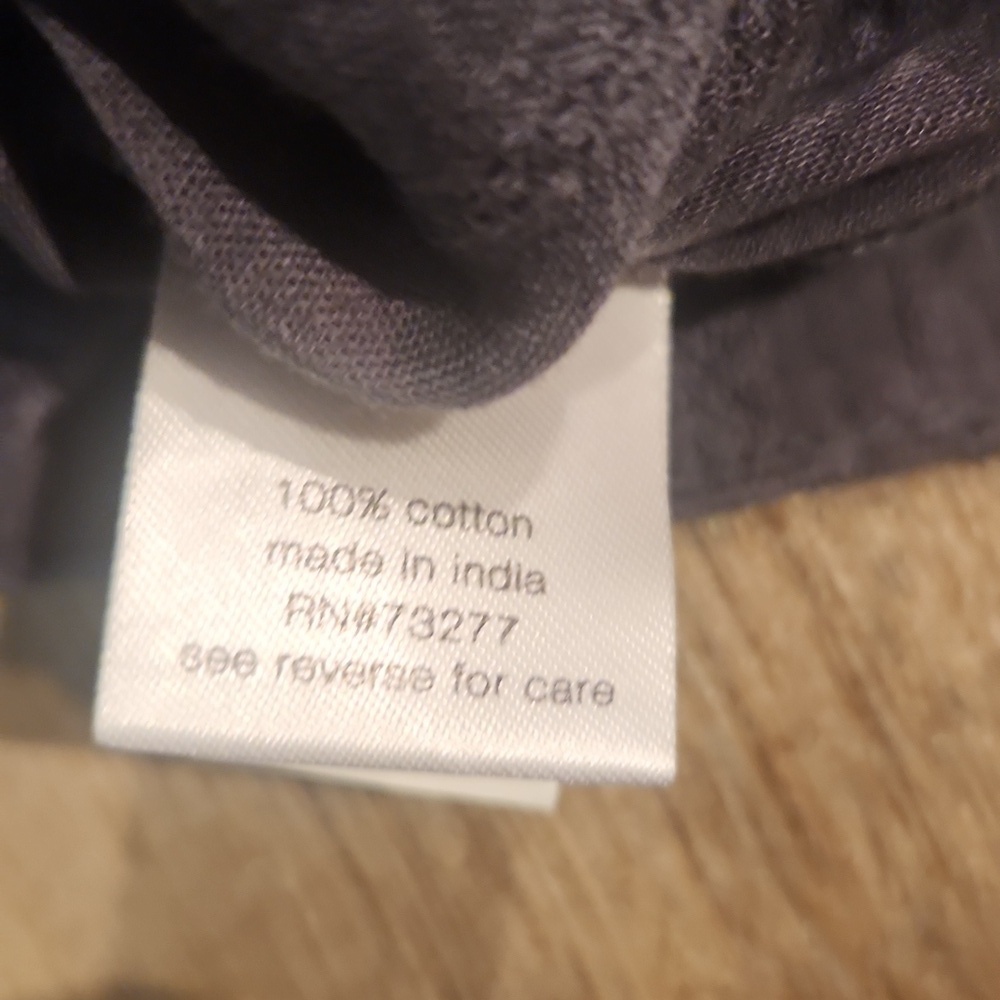 100% cotton
made in india
RN#73277
see reverse for care